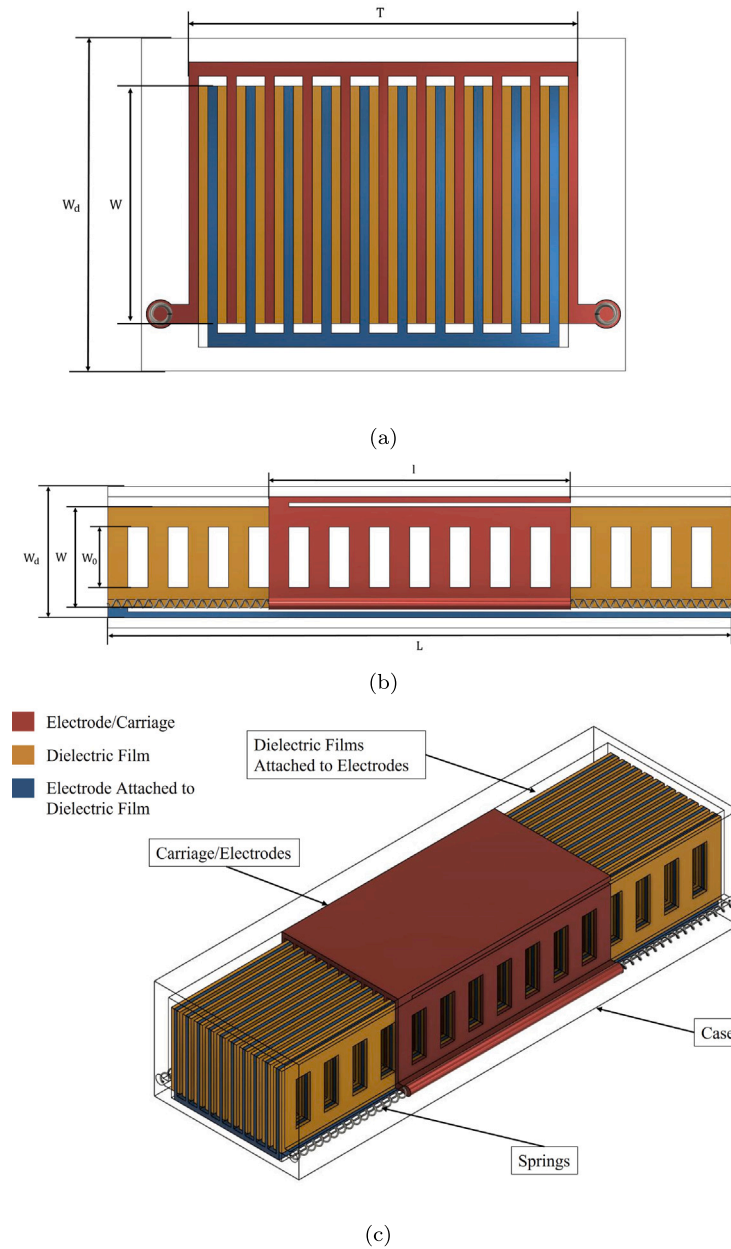 T
W
W_d
(a)
l
W_d
W
W_0
L
(b)
Electrode/Carriage
Dielectric Film
Electrode Attached to
Dielectric Film
Dielectric Films
Attached to Electrodes
Carriage/Electrodes
Case
Springs
(c)